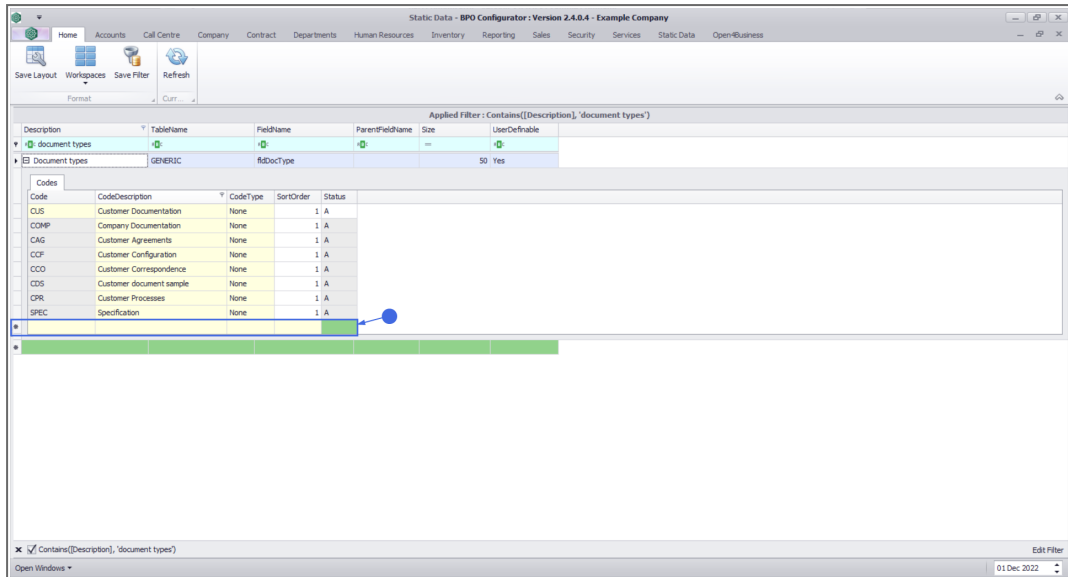 Static Data - BPO Configurator : Version 2.4.0.4 - Example Company
Home Accounts Call Centre Company Contract Departments Human Resources Inventory Reporting Sales Security Services Static Data Open4Business
Save Layout Workspaces Save Filter Refresh
Format Curr...
Applied Filter : Contains([Description], 'document types')
Description TableName FieldName ParentFieldName Size UserDefinable
document types =
Document types GENERIC fldDocType 50 Yes
Codes
Code CodeDescription CodeType SortOrder Status
CUS Customer Documentation None 1 A
COMP Company Documentation None 1 A
CAG Customer Agreements None 1 A
CCF Customer Configuration None 1 A
CCO Customer Correspondence None 1 A
CDS Customer document sample None 1 A
CPR Customer Processes None 1 A
SPEC Specification None 1 A
Contains([Description], 'document types') Edit Filter
Open Windows 01 Dec 2022